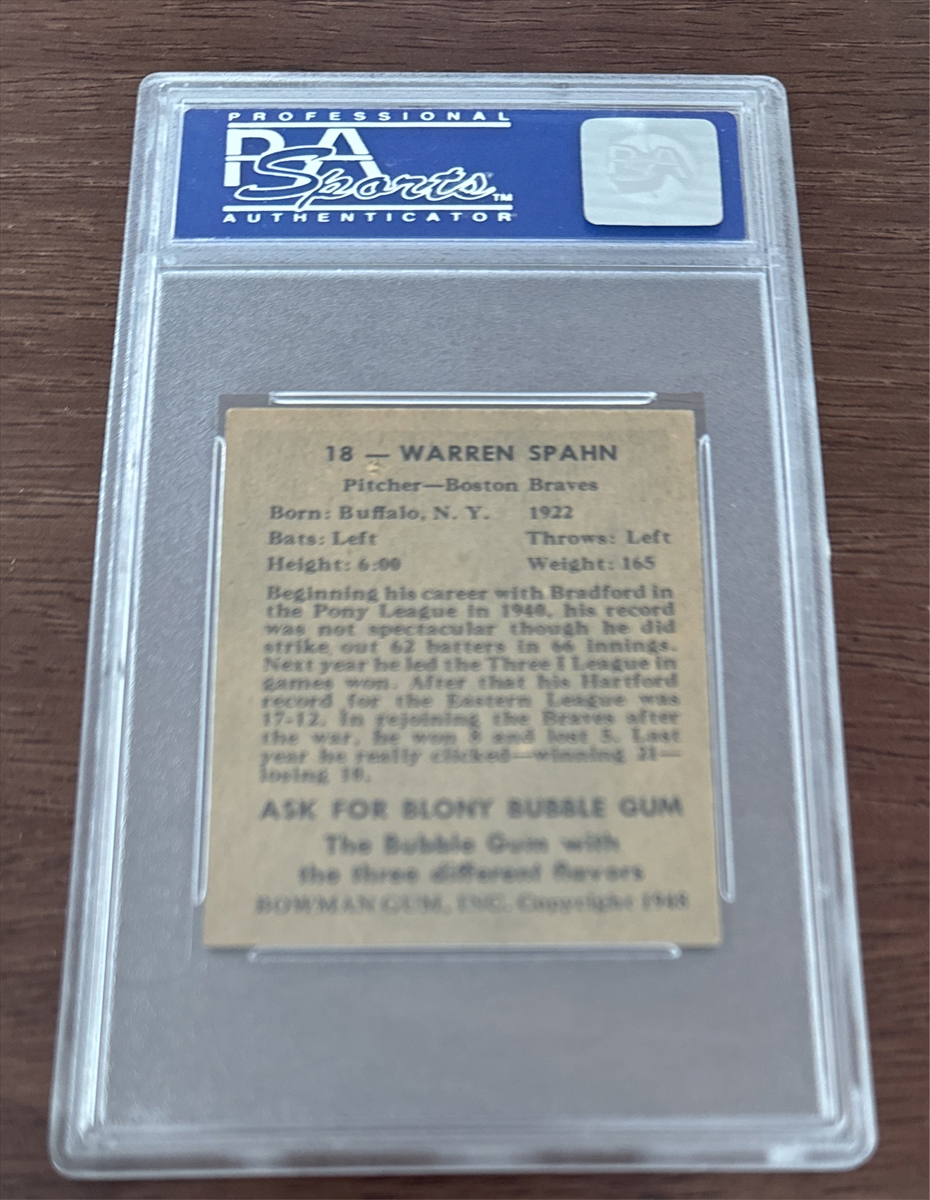 PROFESSIONAL
PSA
Sports™
AUTHENTICATOR
PSA
18 — WARREN SPAHN
Pitcher—Boston Braves
Born: Buffalo, N. Y. 1922
Bats: Left Throws: Left
Height: 6:00 Weight: 165
Beginning his career with Bradford in
the Pony League in 1940, his record
was not spectacular though he did
strike out 62 batters in 66 innings.
Next year he led the Three I League in
games won. After that his Hartford
record for the Eastern League was
17-12. In rejoining the Braves after
the war, he won 8 and lost 5. Last
year he really clicked—winning 21—
losing 10.
ASK FOR BLONY BUBBLE GUM
The Bubble Gum with
the three different flavors
BOWMAN GUM, INC. Copyright 1948